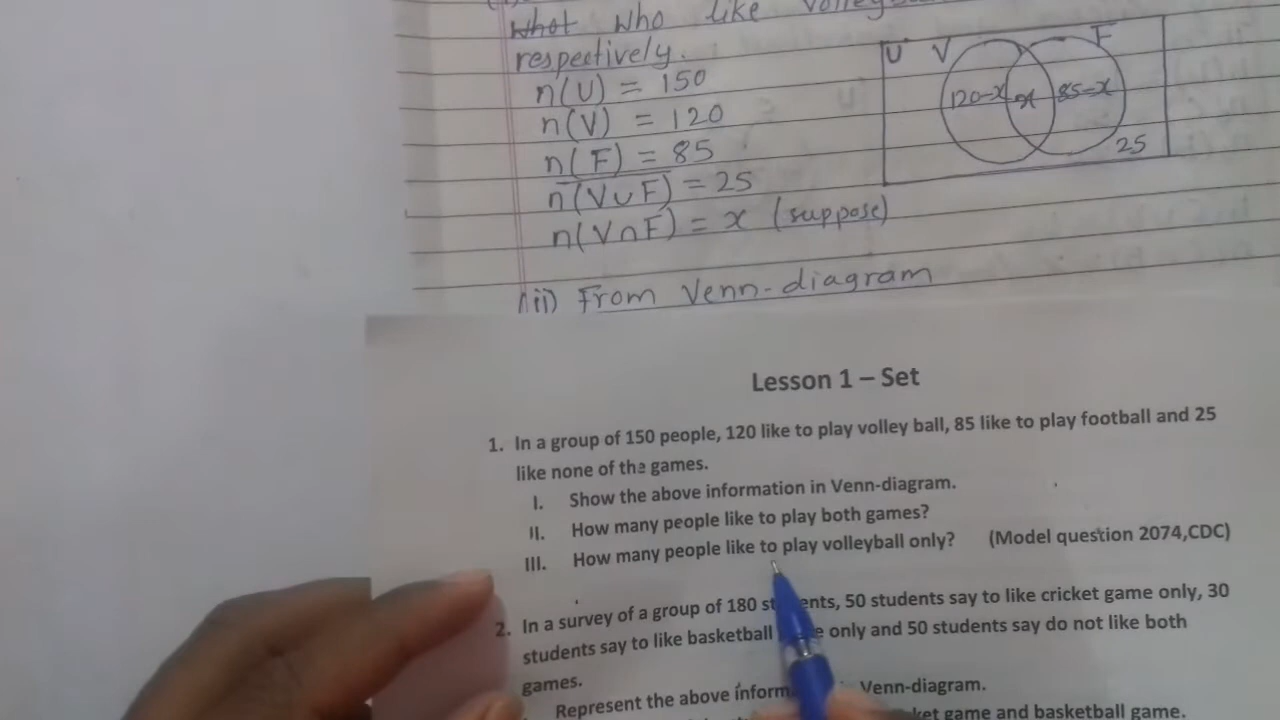 What who like volley
respectively.
n(U) = 150
n(V) = 120
n(F) = 85
n(V∪F) = 25
n(V∩F) = x (suppose)
(ii) From Venn-diagram
U V F
120-x x 85-x
25
Lesson 1 – Set
1. In a group of 150 people, 120 like to play volley ball, 85 like to play football and 25
like none of the games.
I. Show the above information in Venn-diagram.
II. How many people like to play both games?
III. How many people like to play volleyball only? (Model question 2074,CDC)
2. In a survey of a group of 180 students, 50 students say to like cricket game only, 30
students say to like basketball only and 50 students say do not like both
games.
Represent the above inform Venn-diagram.
ket game and basketball game.